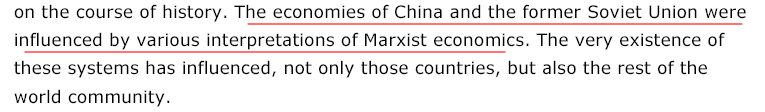 on the course of history. The economies of China and the former Soviet Union were
influenced by various interpretations of Marxist economics. The very existence of
these systems has influenced, not only those countries, but also the rest of the
world community.